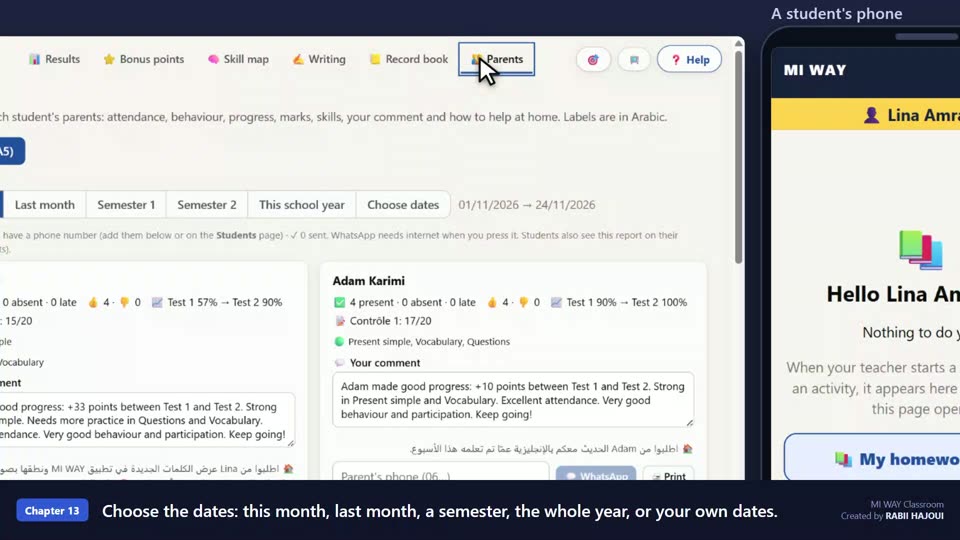 A student's phone
Results Bonus points Skill map Writing Record book Parents Help
MI WAY
Lina Amra
ch student's parents: attendance, behaviour, progress, marks, skills, your comment and how to help at home. Labels are in Arabic.
A5)
Last month Semester 1 Semester 2 This school year Choose dates 01/11/2026 → 24/11/2026
have a phone number (add them below or on the Students page) · ✓ 0 sent. WhatsApp needs internet when you press it. Students also see this report on their
ts).
0 absent · 0 late 4 · 0 Test 1 57% → Test 2 90%
: 15/20
ple
Vocabulary
ment
ood progress: +33 points between Test 1 and Test 2. Strong
mple. Needs more practice in Questions and Vocabulary.
endance. Very good behaviour and participation. Keep going!
اطلبوا من Lina عرض الكلمات الجديدة في تطبيق MI WAY ونطقها بصو
Adam Karimi
4 present · 0 absent · 0 late 4 · 0 Test 1 90% → Test 2 100%
Contrôle 1: 17/20
Present simple, Vocabulary, Questions
Your comment
Adam made good progress: +10 points between Test 1 and Test 2. Strong
in Present simple and Vocabulary. Excellent attendance. Very good
behaviour and participation. Keep going!
اطلبوا من Adam الحديث معكم بالإنجليزية عمّا تم تعلمه هذا الأسبوع.
Parent's phone (06...) WhatsApp Print
Hello Lina Am
Nothing to do y
When your teacher starts a
an activity, it appears here
this page open
My homewo
Chapter 13 Choose the dates: this month, last month, a semester, the whole year, or your own dates.
MI WAY Classroom
Created by RABII HAJOUI